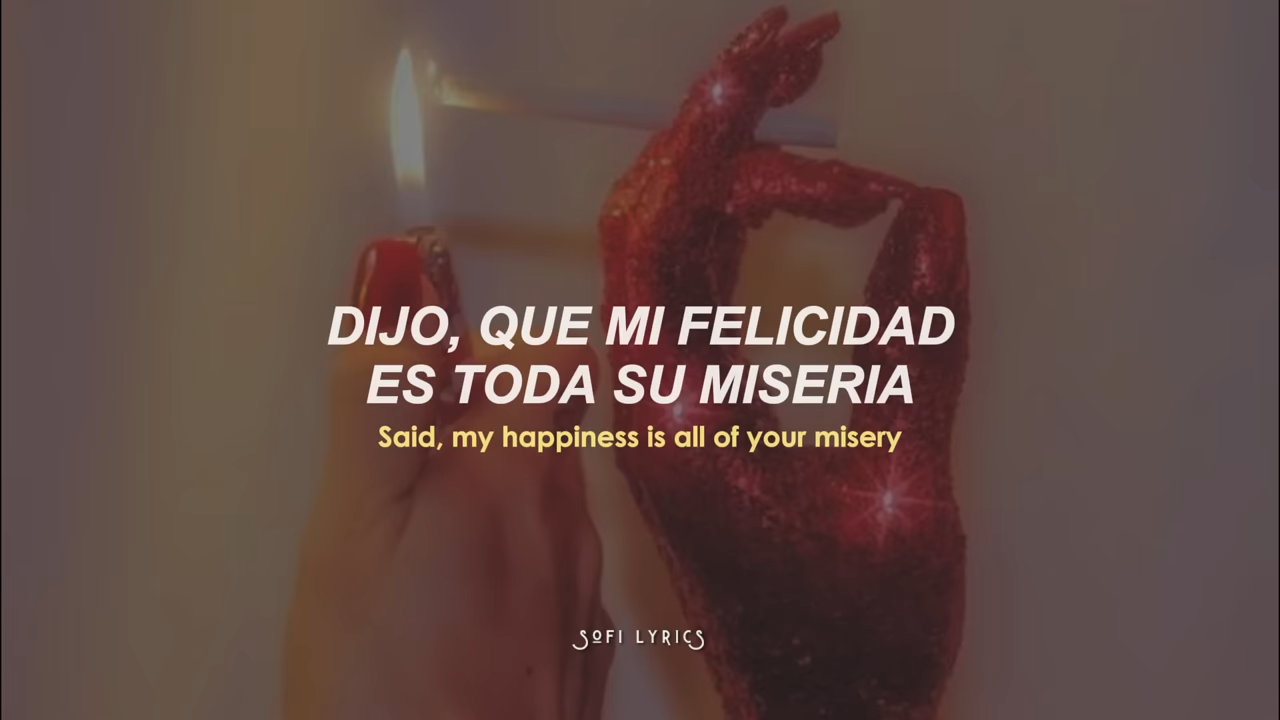 DIJO, QUE MI FELICIDAD
ES TODA SU MISERIA
Said, my happiness is all of your misery
SOFI LYRICS